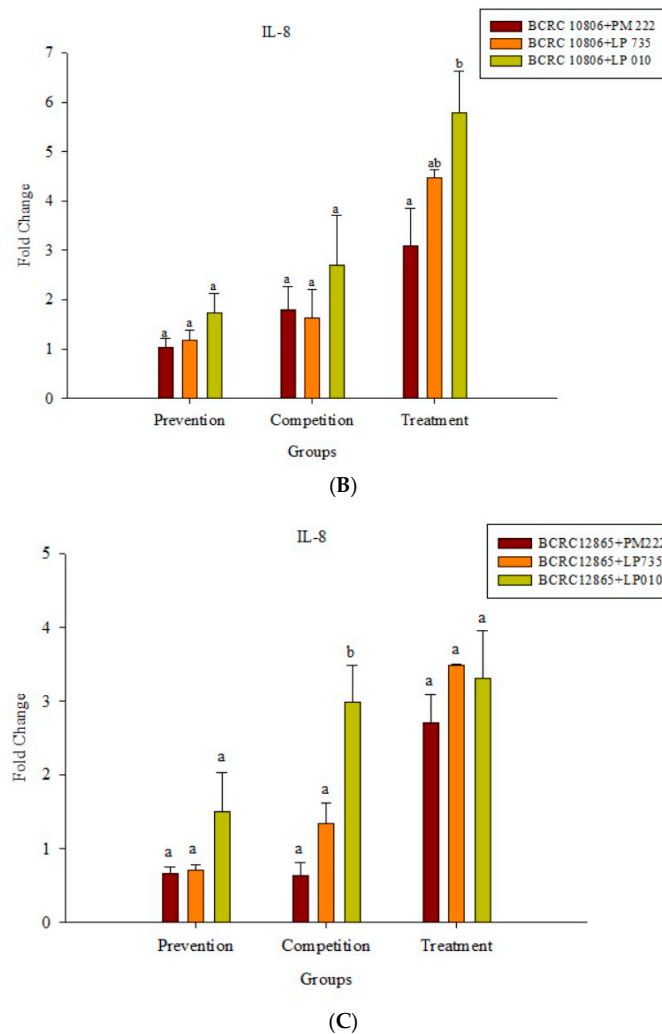 IL-8
BCRC 10806+PM 222
BCRC 10806+LP 735
BCRC 10806+LP 010
7
6
5
4
3
2
1
0
Fold Change
a
a
a
a
a
a
a
ab
b
Prevention
Competition
Treatment
Groups
(B)
IL-8
BCRC12865+PM222
BCRC12865+LP735
BCRC12865+LP010
5
4
3
2
1
0
Fold Change
a
a
a
a
a
b
a
a
a
Prevention
Competition
Treatment
Groups
(C)